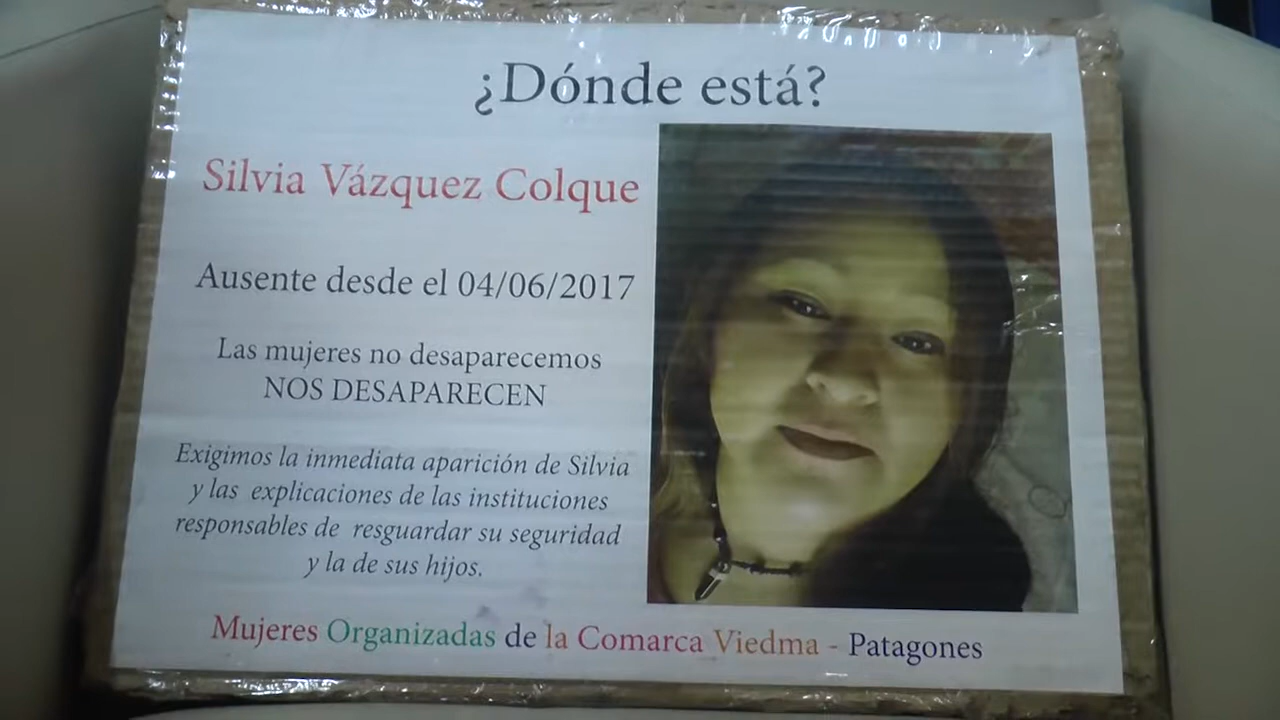 ¿Dónde está?
Silvia Vázquez Colque
Ausente desde el 04/06/2017
Las mujeres no desaparecemos
NOS DESAPARECEN
Exigimos la inmediata aparición de Silvia
y las explicaciones de las instituciones
responsables de resguardar su seguridad
y la de sus hijos.
Mujeres Organizadas de la Comarca Viedma - Patagones